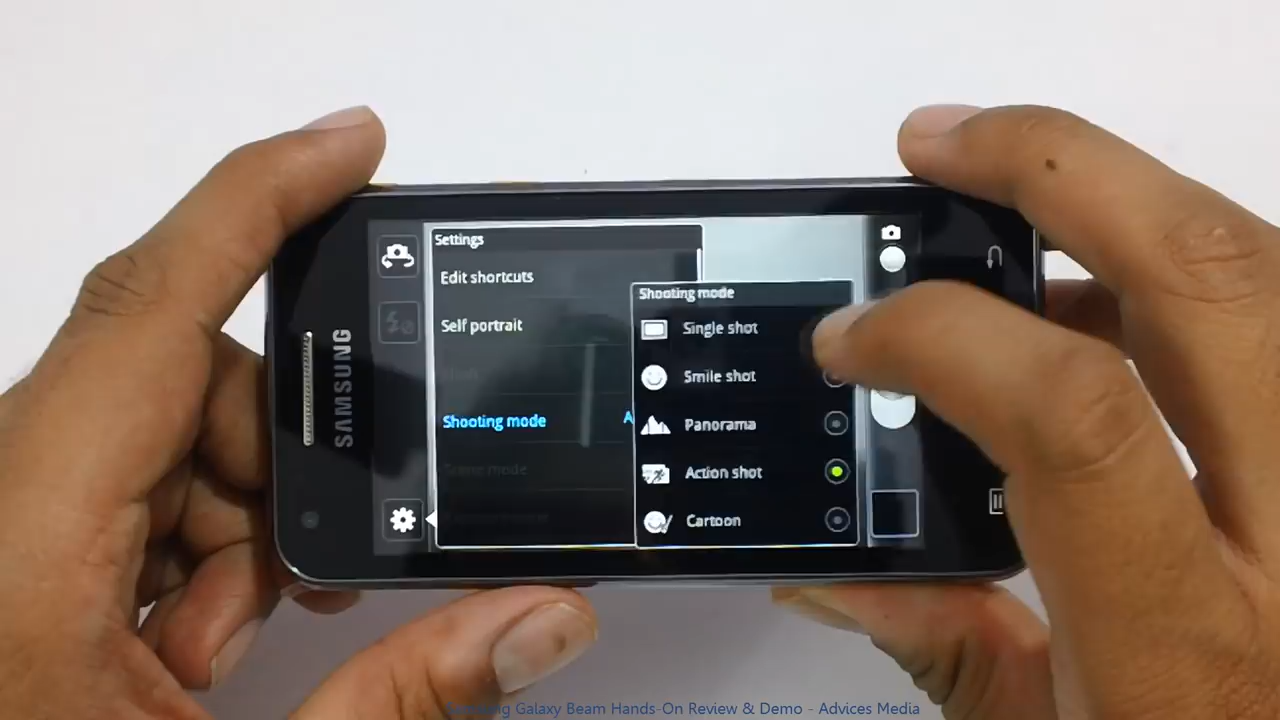 SAMSUNG
Settings
Edit shortcuts
Self portrait
Shooting mode
A
Shooting mode
Single shot
Smile shot
Panorama
Action shot
Cartoon
Samsung Galaxy Beam Hands-On Review & Demo - Advices Media